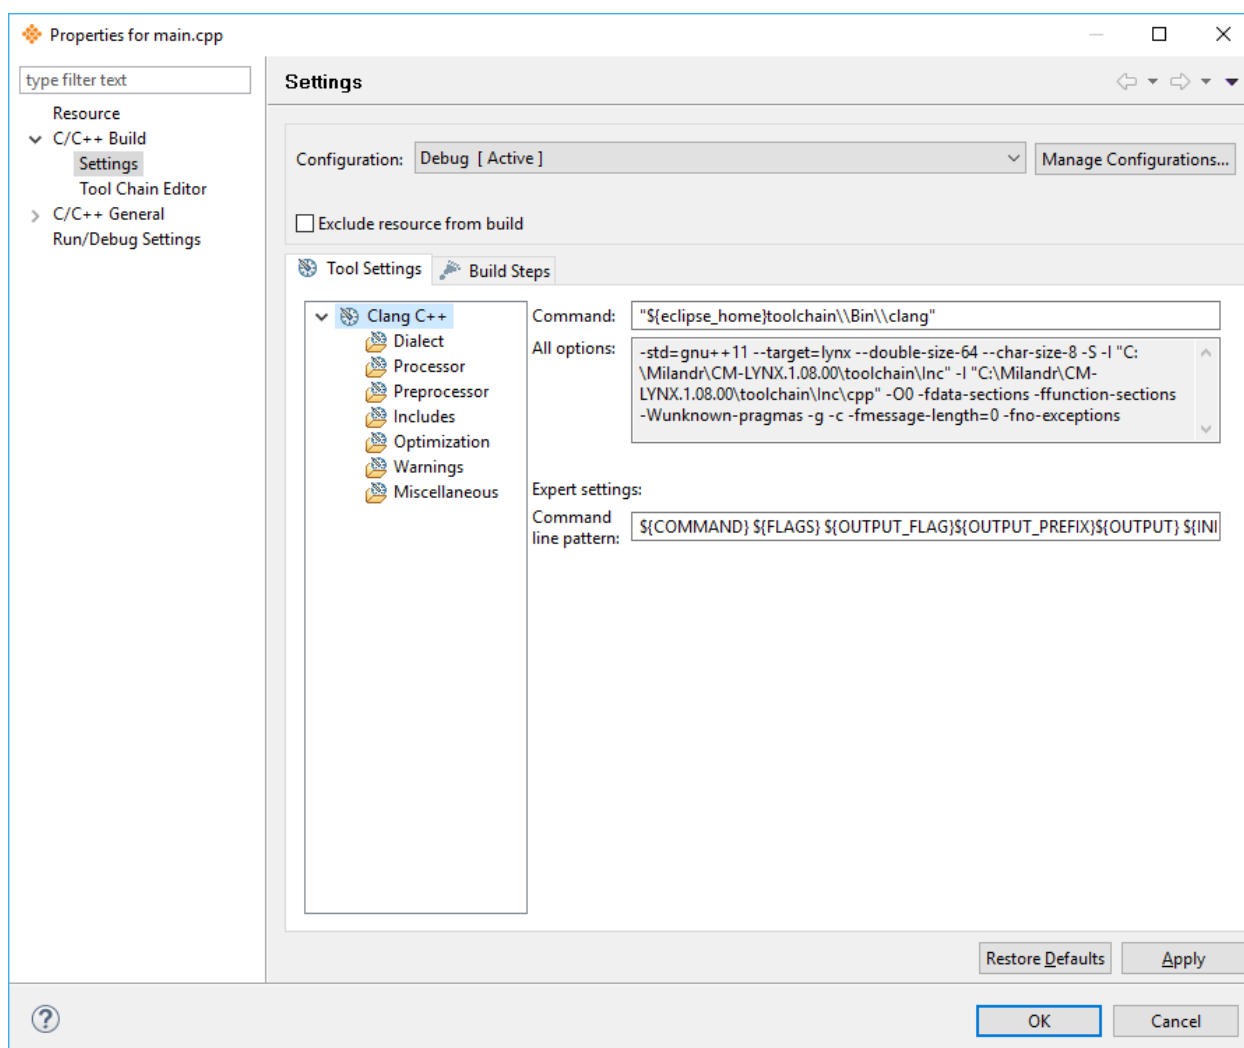 Properties for main.cpp
type filter text
Resource
C/C++ Build
Settings
Tool Chain Editor
C/C++ General
Run/Debug Settings
Settings
Configuration: Debug [ Active ] Manage Configurations...
Exclude resource from build
Tool Settings Build Steps
Clang C++
Dialect
Processor
Preprocessor
Includes
Optimization
Warnings
Miscellaneous
Command: "${eclipse_home}toolchain\\Bin\\clang"
All options:
-std=gnu++11 --target=lynx --double-size-64 --char-size-8 -S -I "C:
\Milandr\CM-LYNX.1.08.00\toolchain\Inc" -I "C:\Milandr\CM-
LYNX.1.08.00\toolchain\Inc\cpp" -O0 -fdata-sections -ffunction-sections
-Wunknown-pragmas -g -c -fmessage-length=0 -fno-exceptions
Expert settings:
Command
line pattern:
${COMMAND} ${FLAGS} ${OUTPUT_FLAG}${OUTPUT_PREFIX}${OUTPUT} ${INI
Restore Defaults Apply
OK Cancel